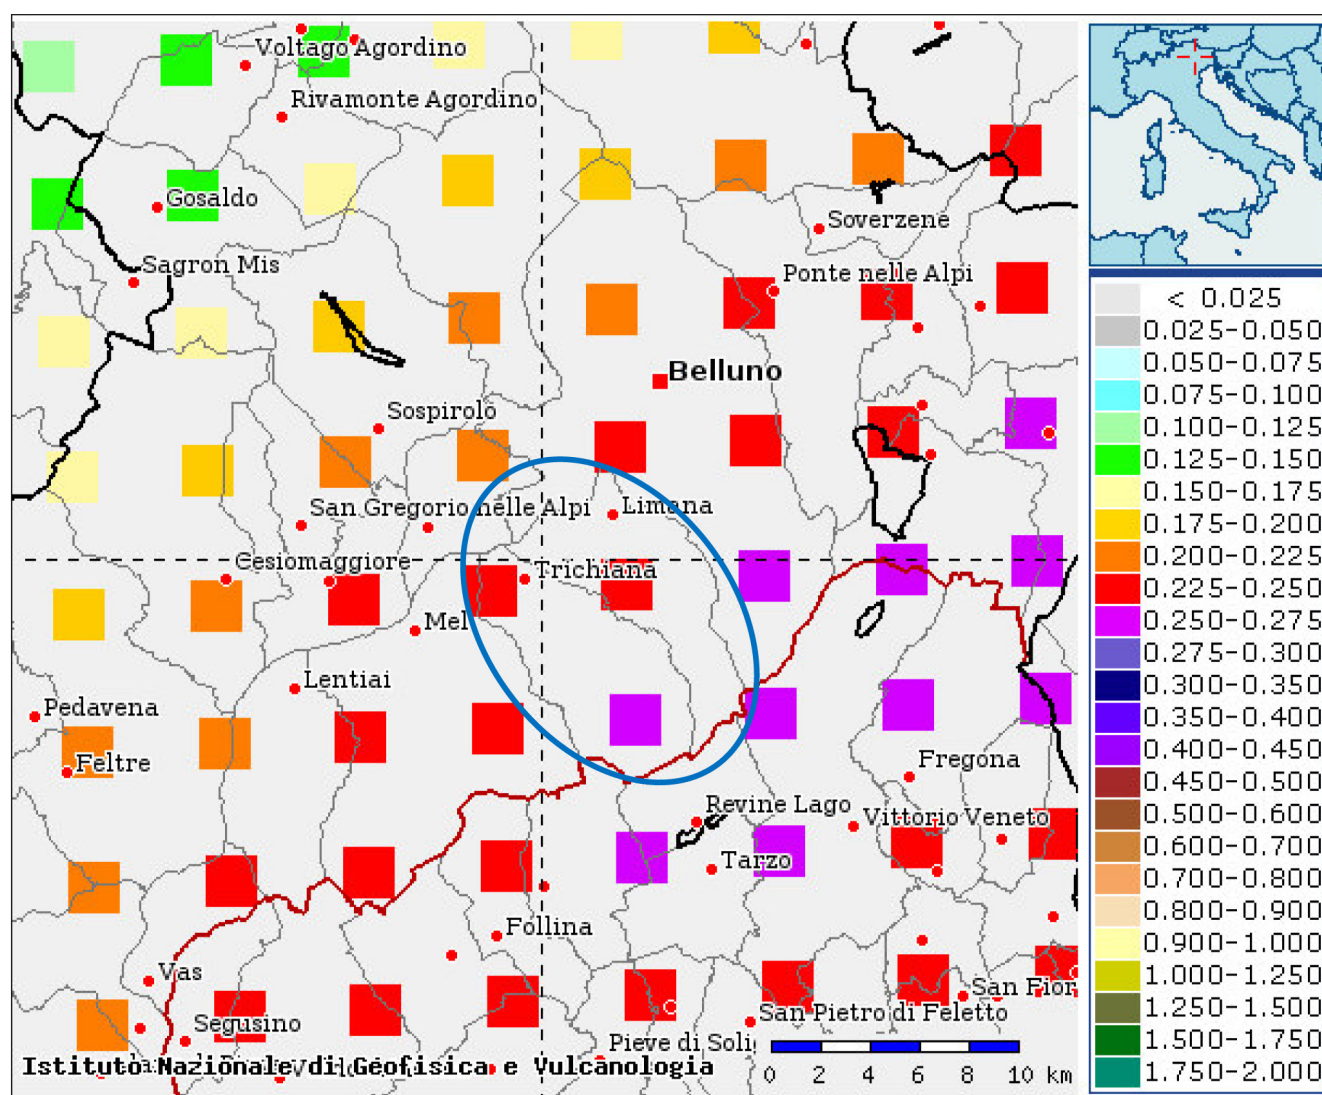 Voltago Agordino
Rivamonte Agordino
Gosaldo
Soverzene
Sagron Mis
Ponte nelle Alpi
Belluno
Sospirolo
San Gregorio nelle Alpi
Limana
Cesiomaggiore
Trichiana
Mel
Lentiai
Pedavena
Feltre
Fregona
Revine Lago
Vittorio Veneto
Tarzo
Follina
Vas
San Fior
San Pietro di Feletto
Segusino
Pieve di Soli
Istituto Nazionale di Geofisica e Vulcanologia
0 2 4 6 8 10 km
< 0.025
0.025-0.050
0.050-0.075
0.075-0.100
0.100-0.125
0.125-0.150
0.150-0.175
0.175-0.200
0.200-0.225
0.225-0.250
0.250-0.275
0.275-0.300
0.300-0.350
0.350-0.400
0.400-0.450
0.450-0.500
0.500-0.600
0.600-0.700
0.700-0.800
0.800-0.900
0.900-1.000
1.000-1.250
1.250-1.500
1.500-1.750
1.750-2.000